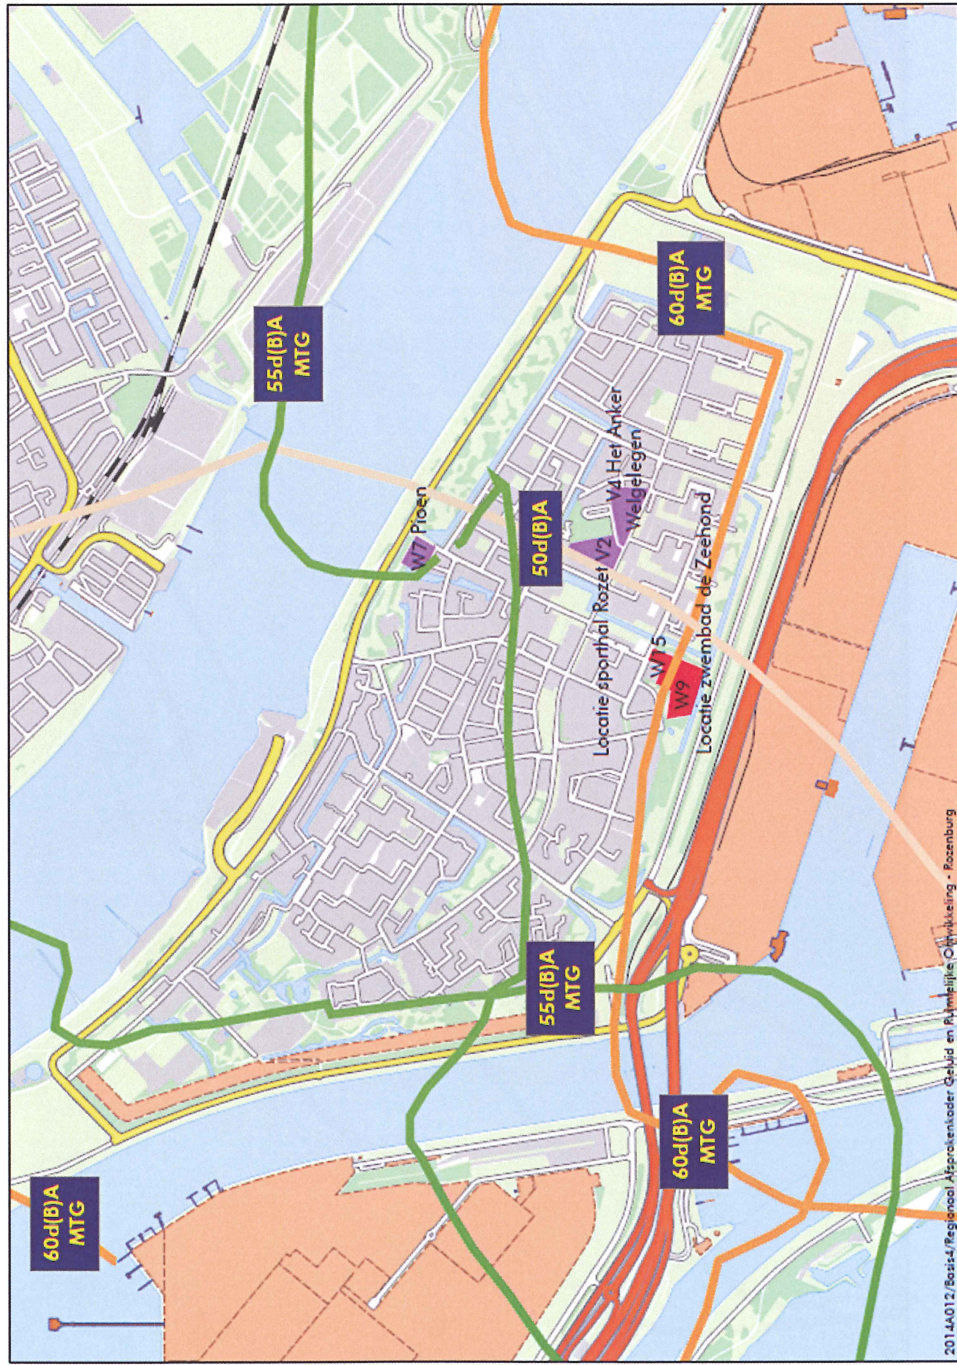 60d(B)A
MTG
55d(B)A
MTG
60d(B)A
MTG
W7 Pioen
50d(B)A
V4 Het Anker
Welgelegen
Locatie sporthal Rozet V2
W15
W9
Locatie zwembad de Zeehond
55d(B)A
MTG
60d(B)A
MTG
2014A012/Basis4/Regionaal Afsprakenkader Geluid en Ruimtelijke Ontwikkeling - Rozenburg